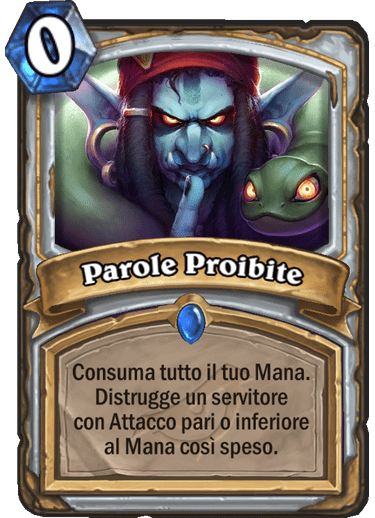 0
Parole Proibite
Consuma tutto il tuo Mana.
Distrugge un servitore
con Attacco pari o inferiore
al Mana così speso.